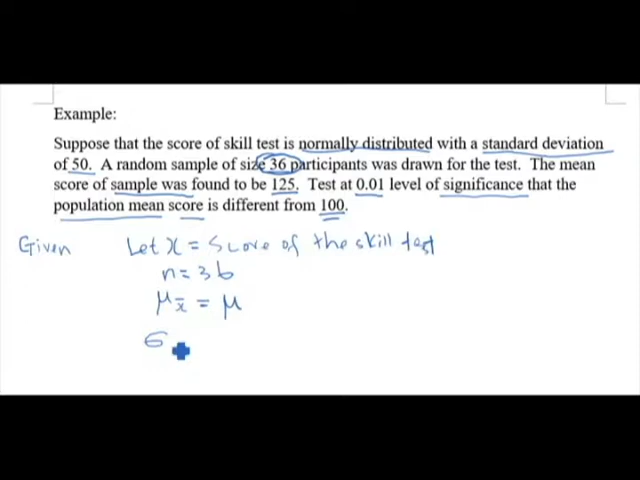 Example:
Suppose that the score of skill test is normally distributed with a standard deviation
of 50. A random sample of size 36 participants was drawn for the test. The mean
score of sample was found to be 125. Test at 0.01 level of significance that the
population mean score is different from 100.
Given Let x = Score of the skill test
n = 36
μx̄ = μ
σ